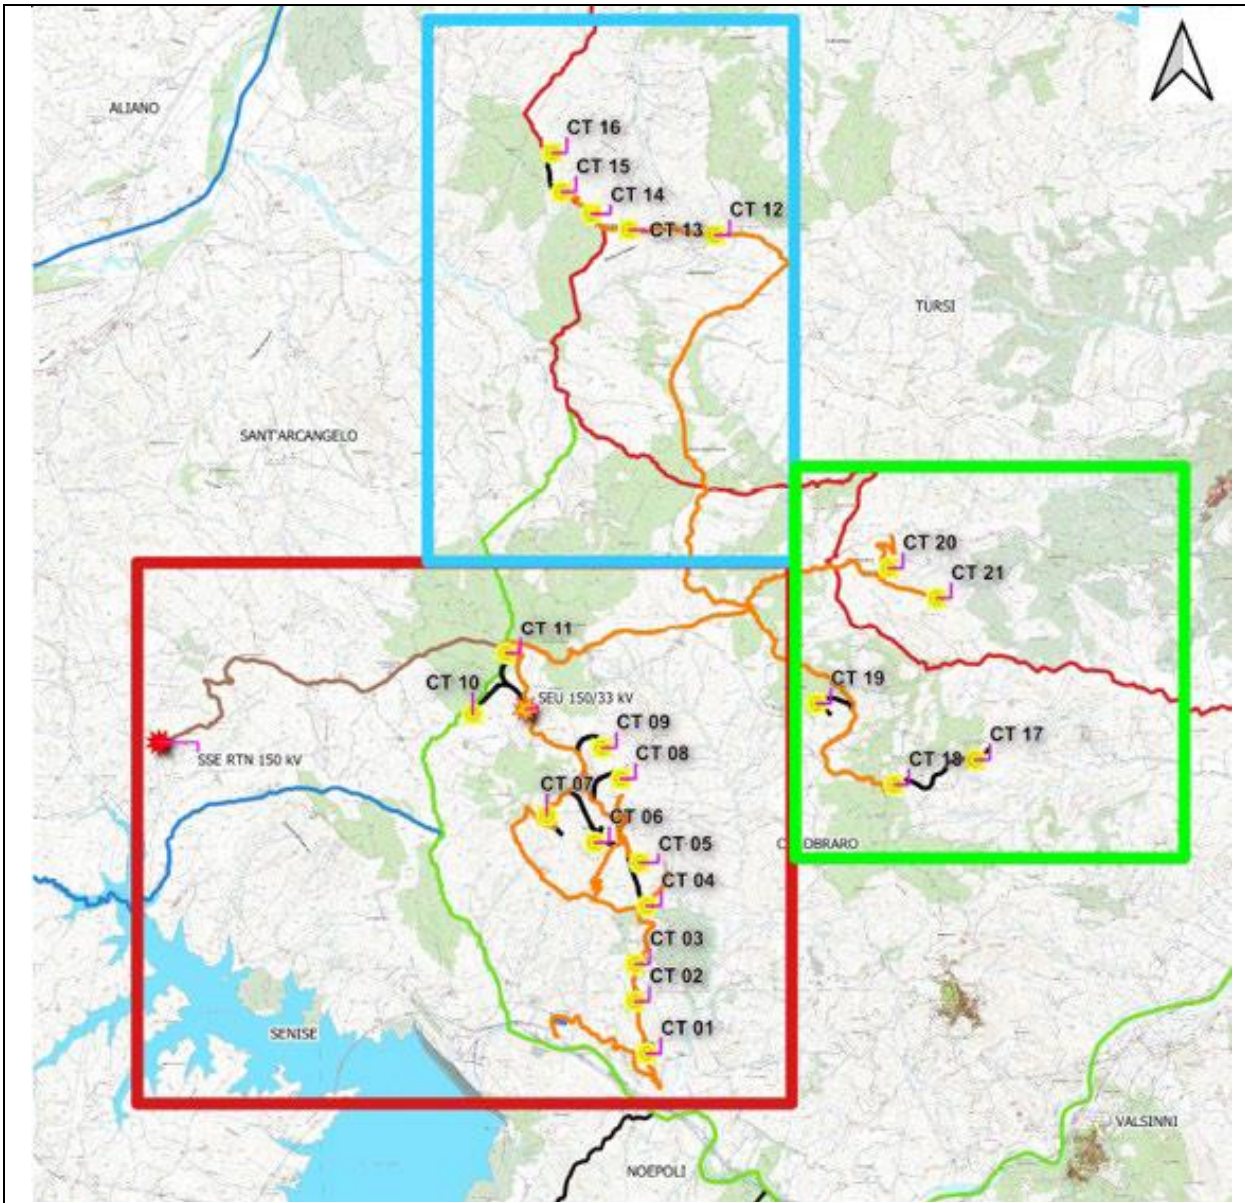 ALIANO
CT 16
CT 15
CT 14
CT 12
CT 13
TURSI
SANT'ARCANGELO
CT 20
CT 21
CT 11
CT 10
SEU 150/33 kV
CT 19
CT 09
CT 17
SSE RTN 150 kV
CT 08
CT 18
CT 07
CT 06
CT 05
OBRARO
CT 04
CT 03
CT 02
CT 01
SENISE
VALSINNI
NOEPOLI